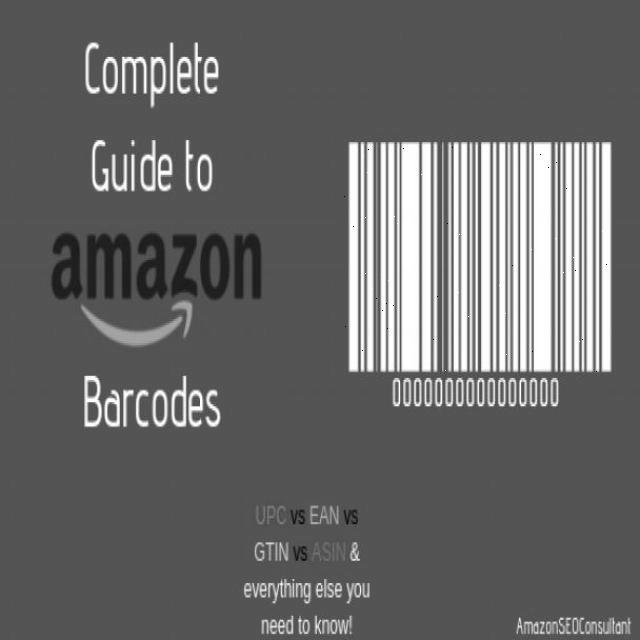 Complete
Guide to
amazon
Barcodes
0000000000000000
UPC vs EAN vs
GTIN vs ASIN &
everything else you
need to know!
AmazonSEOConsultant